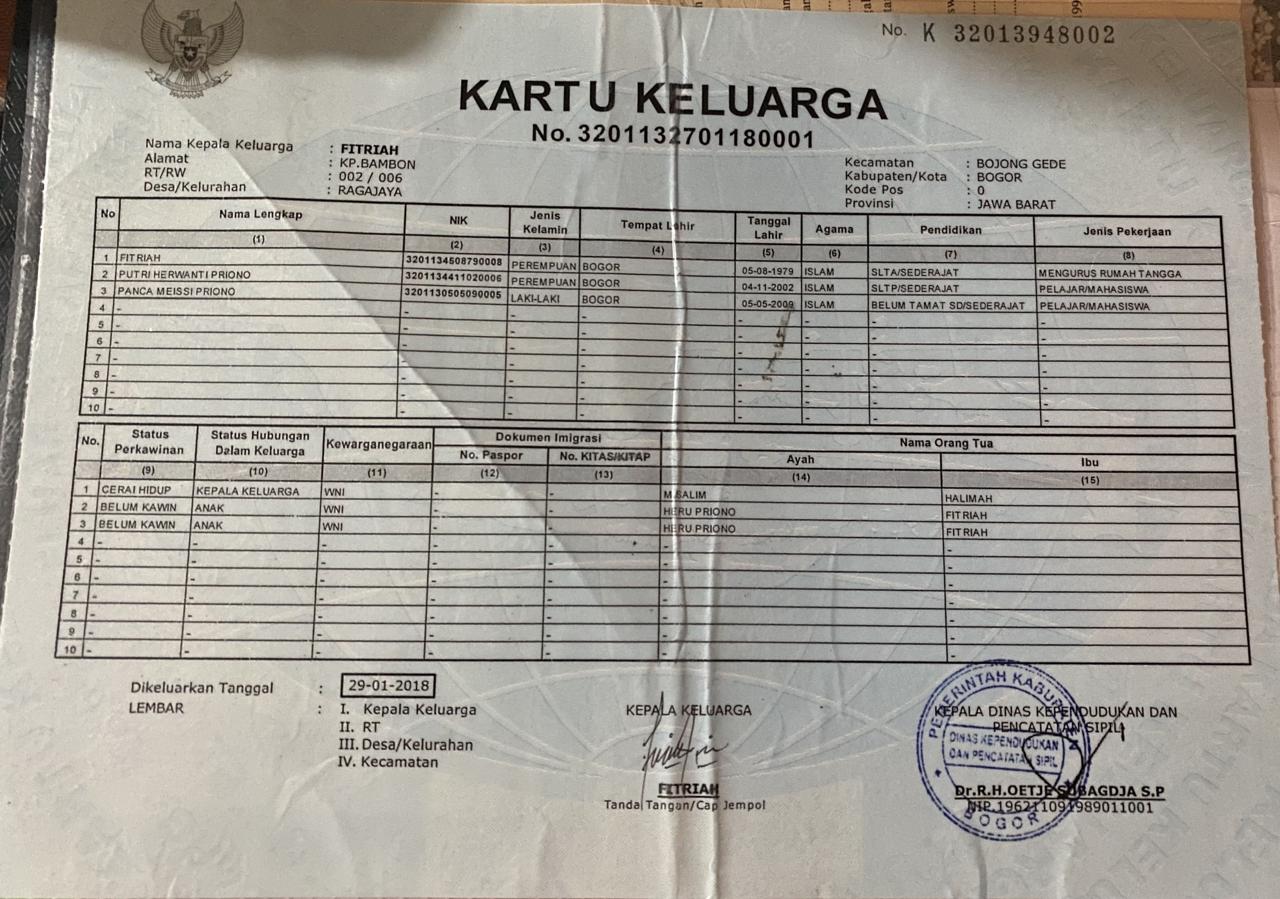 No. K 32013948002
KARTU KELUARGA
No. 3201132701180001
Nama Kepala Keluarga : FITRIAH
Alamat : KP.BAMBON
RT/RW : 002 / 006
Desa/Kelurahan : RAGAJAYA
Kecamatan : BOJONG GEDE
Kabupaten/Kota : BOGOR
Kode Pos : 0
Provinsi : JAWA BARAT
No Nama Lengkap NIK Jenis Kelamin Tempat Lahir Tanggal Lahir Agama Pendidikan Jenis Pekerjaan
(1) (2) (3) (4) (5) (6) (7) (8)
1 FITRIAH 3201134508790008 PEREMPUAN BOGOR 05-08-1979 ISLAM SLTA/SEDERAJAT MENGURUS RUMAH TANGGA
2 PUTRI HERWANTI PRIONO 3201134411020006 PEREMPUAN BOGOR 04-11-2002 ISLAM SLTP/SEDERAJAT PELAJAR/MAHASISWA
3 PANCA MEISSI PRIONO 3201130505090005 LAKI-LAKI BOGOR 05-05-2009 ISLAM BELUM TAMAT SD/SEDERAJAT PELAJAR/MAHASISWA
4 - - - - - - - -
5 - - - - - - - -
6 - - - - - - - -
7 - - - - - - - -
8 - - - - - - - -
9 - - - - - - - -
10 - - - - - - - -
No. Status Perkawinan Status Hubungan Dalam Keluarga Kewarganegaraan Dokumen Imigrasi Nama Orang Tua
No. Paspor No. KITAS/KITAP Ayah Ibu
(9) (10) (11) (12) (13) (14) (15)
1 CERAI HIDUP KEPALA KELUARGA WNI - - M.SALIM HALIMAH
2 BELUM KAWIN ANAK WNI - - HERU PRIONO FITRIAH
3 BELUM KAWIN ANAK WNI - - HERU PRIONO FITRIAH
4 - - - - - - -
5 - - - - - - -
6 - - - - - - -
7 - - - - - - -
8 - - - - - - -
9 - - - - - - -
10 - - - - - - -
Dikeluarkan Tanggal : 29-01-2018
LEMBAR : I. Kepala Keluarga
II. RT
III. Desa/Kelurahan
IV. Kecamatan
KEPALA KELUARGA
FITRIAH
Tanda Tangan/Cap Jempol
KEPALA DINAS KEPENDUDUKAN DAN
PENCATATAN SIPIL
Dr.R.H.OETJE SUBAGDJA S.P
NIP.196211091989011001
PEMERINTAH KABUPATEN
DINAS KEPENDUDUKAN
DAN PENCATATAN SIPIL
BOGOR